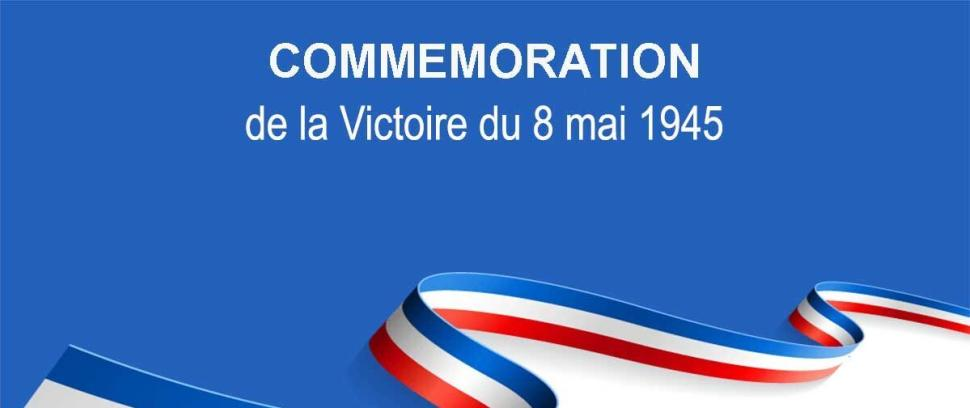 COMMEMORATION
de la Victoire du 8 mai 1945